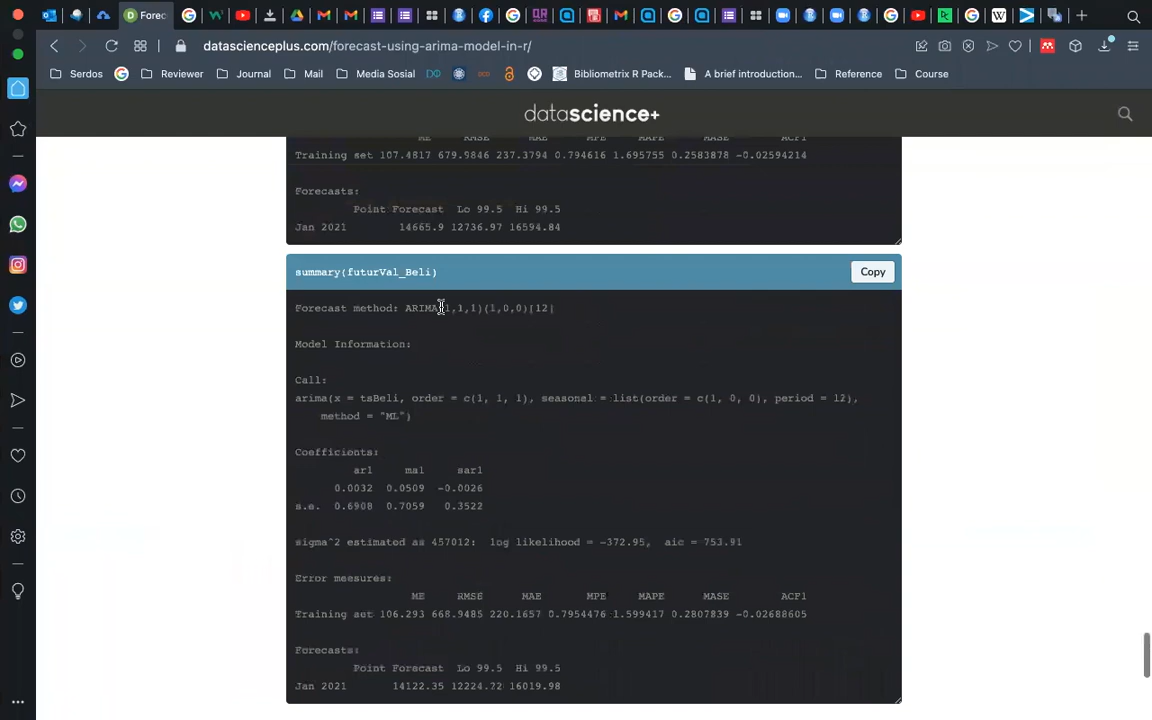 datascienceplus.com/forecast-using-arima-model-in-r/
Serdos
Reviewer
Journal
Mail
Media Sosial
Bibliometrix R Pack...
A brief introduction...
Reference
Course
datascience+
ME RMSE MAE MPE MAPE MASE ACF1
Training set 107.4817 679.9846 237.3794 0.794616 1.695755 0.2583878 -0.02594214
Forecasts:
Point Forecast Lo 99.5 Hi 99.5
Jan 2021 14665.9 12736.97 16594.84
summary(futurVal_Beli)
Copy
Forecast method: ARIMA(1,1,1)(1,0,0)[12]
Model Information:
Call:
arima(x = tsBeli, order = c(1, 1, 1), seasonal = list(order = c(1, 0, 0), period = 12),
method = "ML")
Coefficients:
ar1 ma1 sar1
0.0032 0.0509 -0.0026
s.e. 0.6908 0.7059 0.3522
sigma^2 estimated as 457012: log likelihood = -372.95, aic = 753.91
Error measures:
ME RMSE MAE MPE MAPE MASE ACF1
Training set 106.293 668.9485 220.1657 0.7954476 1.599417 0.2807839 -0.02688605
Forecasts:
Point Forecast Lo 99.5 Hi 99.5
Jan 2021 14122.35 12224.72 16019.98